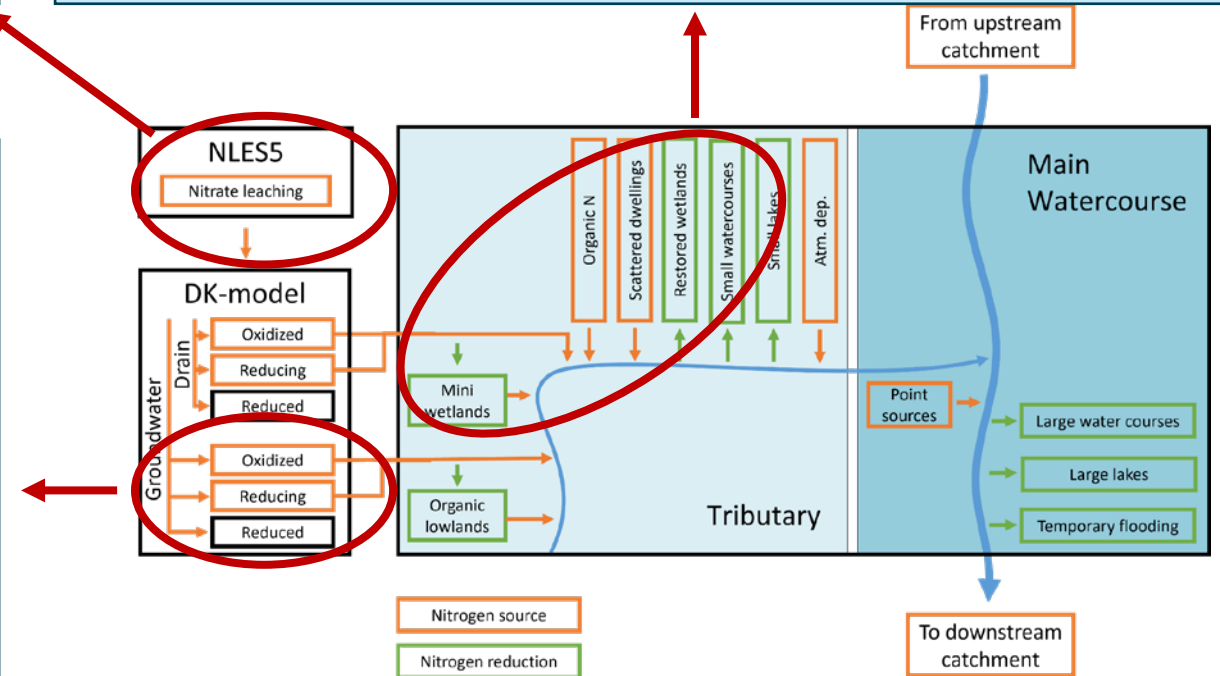 From upstream
catchment
NLES5
Nitrate leaching
DK-model
Groundwater
Drain
Oxidized
Reducing
Reduced
Oxidized
Reducing
Reduced
Mini
wetlands
Organic
lowlands
Organic N
Scattered dwellings
Restored wetlands
Small watercourses
Small lakes
Atm. dep.
Tributary
Main
Watercourse
Point
sources
Large water courses
Large lakes
Temporary flooding
Nitrogen source
Nitrogen reduction
To downstream
catchment